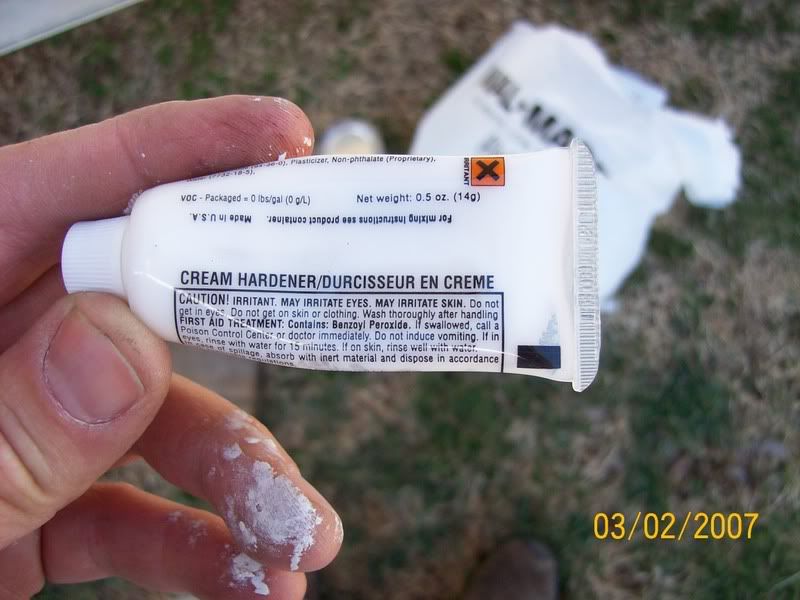 Plasticizer, Non-phthalate (Proprietary),
VOC - Packaged = 0 lbs/gal (0 g/L) Net weight: 0.5 oz. (14g)
IRRITANT
For mixing instructions see product container. Made in U.S.A.
CREAM HARDENER/DURCISSEUR EN CREME
CAUTION! IRRITANT. MAY IRRITATE EYES. MAY IRRITATE SKIN. Do not
get in eyes. Do not get on skin or clothing. Wash thoroughly after handling
FIRST AID TREATMENT: Contains: Benzoyl Peroxide. If swallowed, call a
Poison Control Center or doctor immediately. Do not induce vomiting. If in
eyes, rinse with water for 15 minutes. If on skin, rinse well with water.
In case of spillage, absorb with inert material and dispose in accordance
03/02/2007